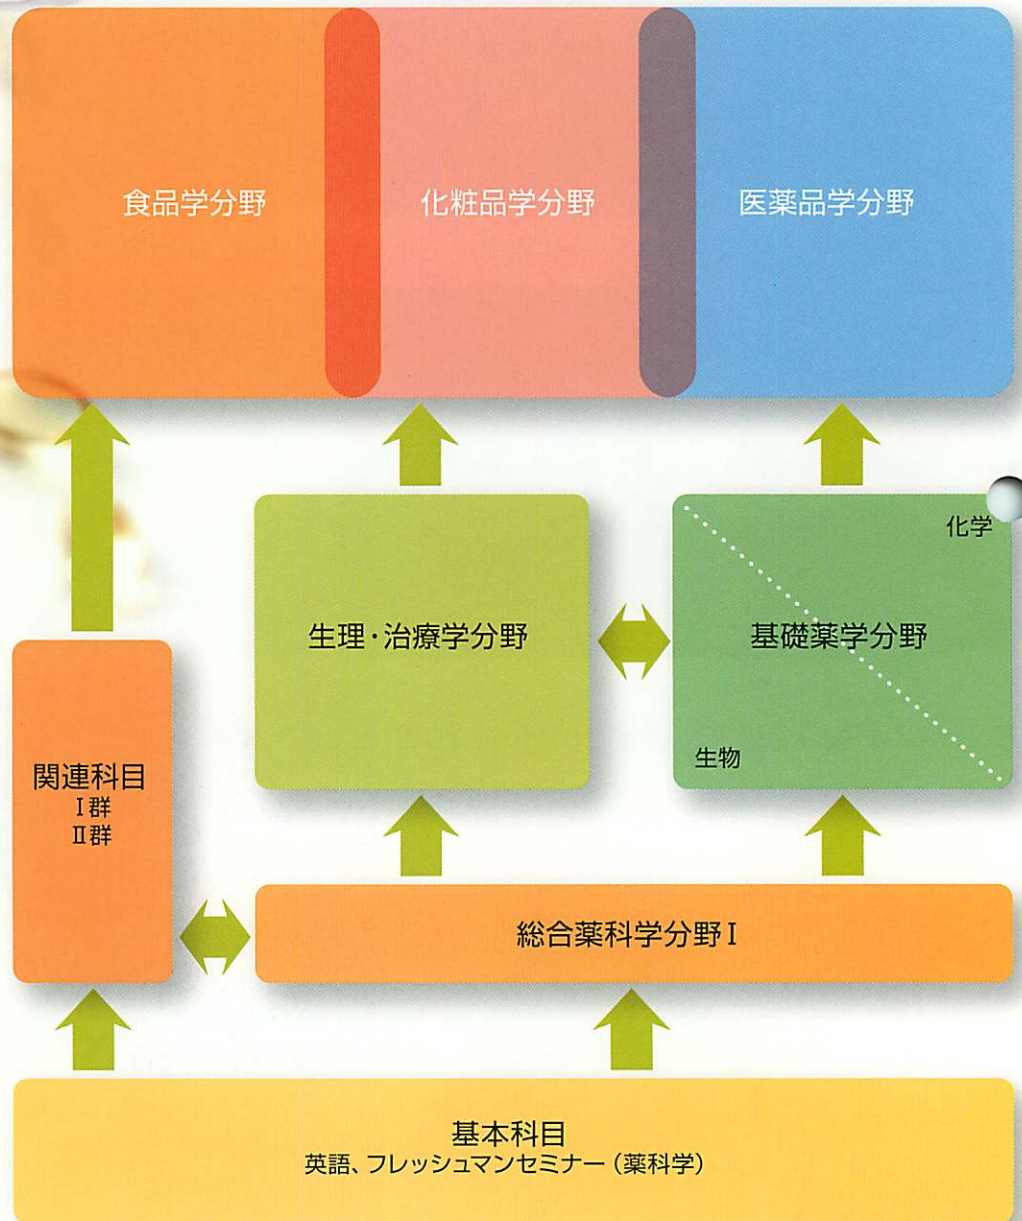 食品学分野
化粧品学分野
医薬品学分野
化学
生理・治療学分野
基礎薬学分野
生物
関連科目
Ⅰ群
Ⅱ群
総合薬科学分野Ⅰ
基本科目
英語、フレッシュマンセミナー(薬科学)